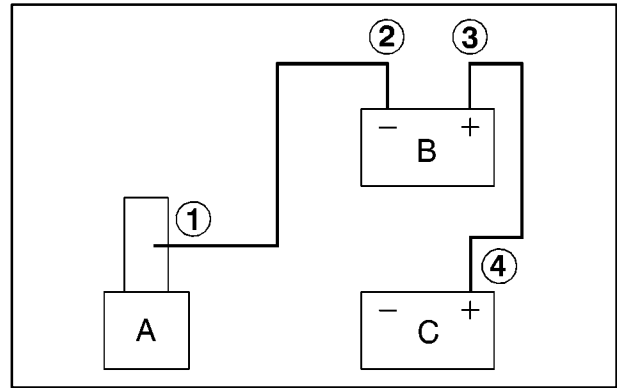 ② ③
− +
B
①
④
− +
A C